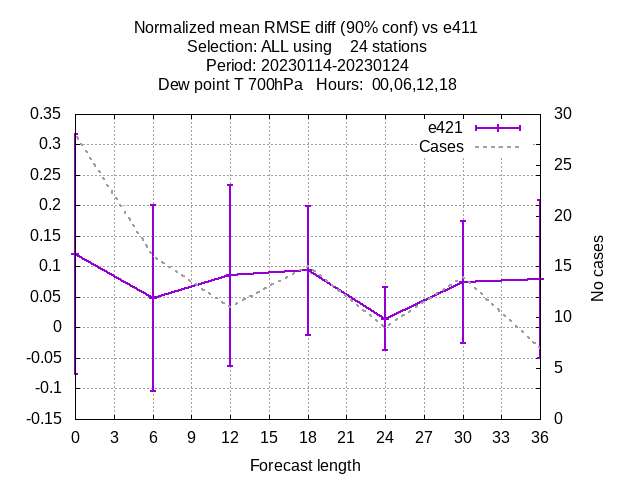 Normalized mean RMSE diff (90% conf) vs e411
Selection: ALL using    24 stations
Period: 20230114-20230124
Dew point T 700hPa   Hours:  00,06,12,18
0.35
0.3
0.25
0.2
0.15
0.1
0.05
0
-0.05
-0.1
-0.15
e421
Cases
30
25
20
15
10
5
0
No cases
0 3 6 9 12 15 18 21 24 27 30 33 36
Forecast length